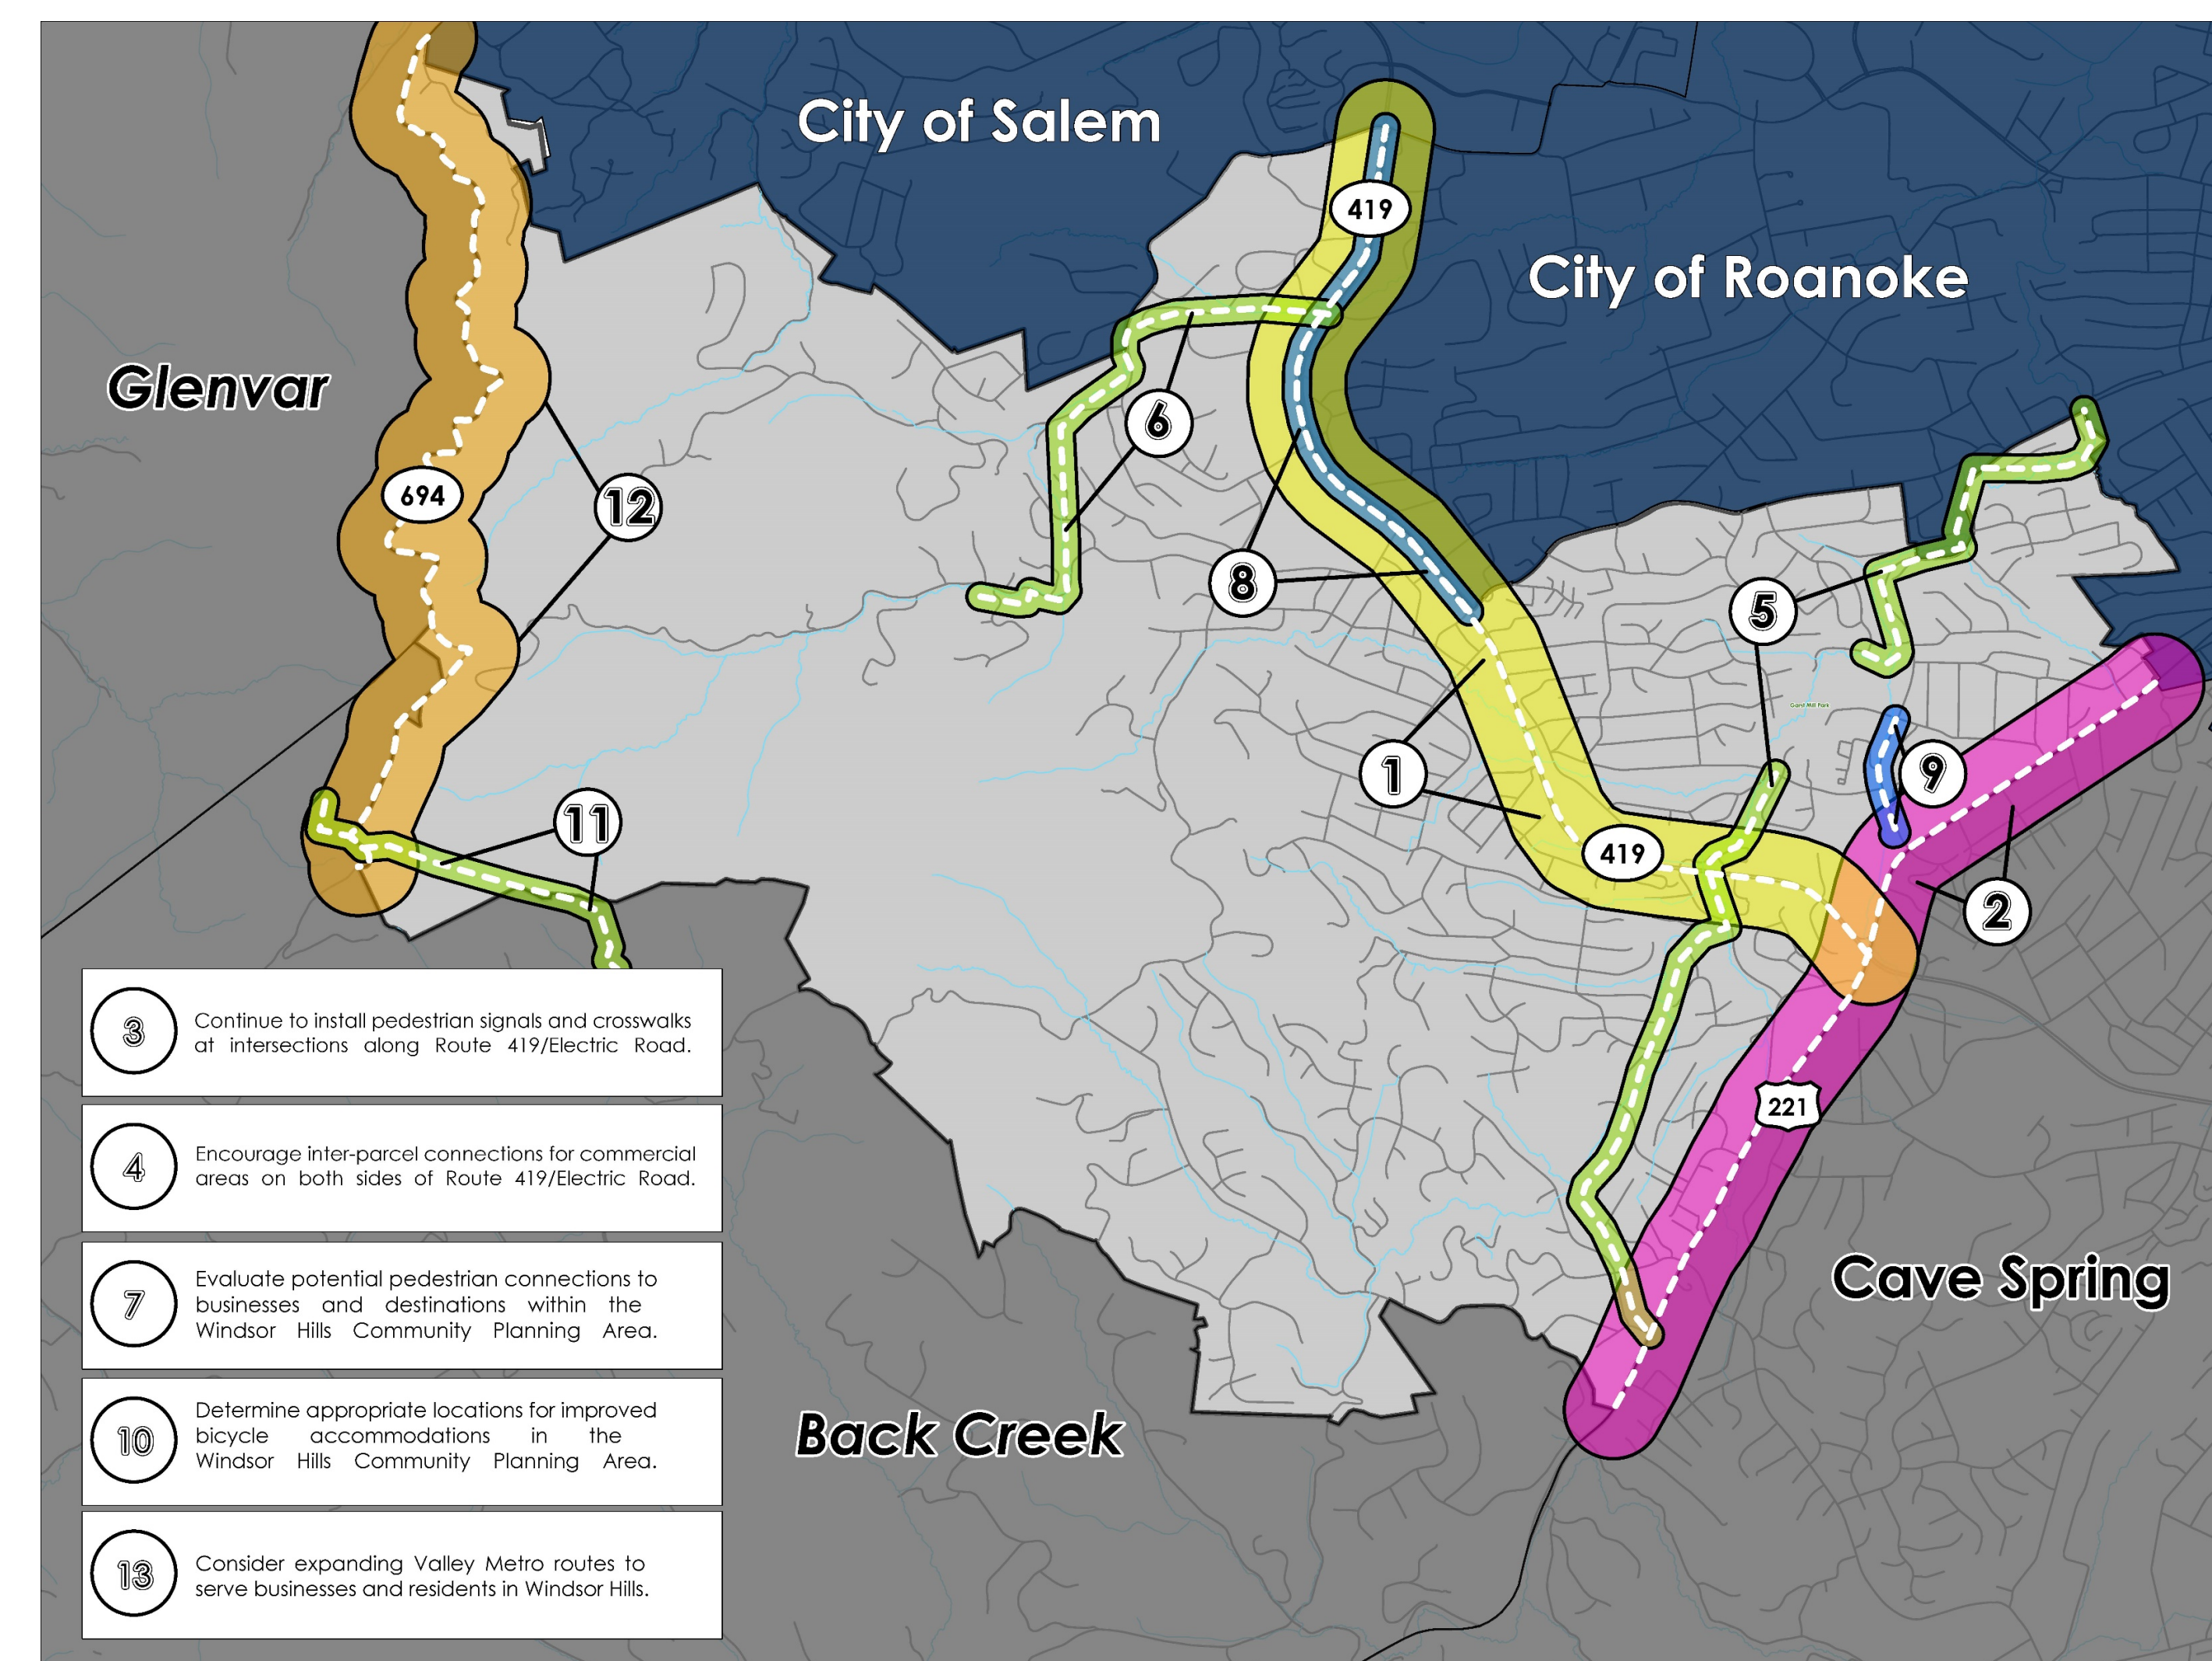 City of Salem
419
City of Roanoke
Glenvar
6
694
12
8
5
Garst Mill Park
1
9
11
419
2
3
Continue to install pedestrian signals and crosswalks
at intersections along Route 419/Electric Road.
221
4
Encourage inter-parcel connections for commercial
areas on both sides of Route 419/Electric Road.
7
Evaluate potential pedestrian connections to
businesses and destinations within the
Windsor Hills Community Planning Area.
Cave Spring
10
Determine appropriate locations for improved
bicycle accommodations in the
Windsor Hills Community Planning Area.
Back Creek
13
Consider expanding Valley Metro routes to
serve businesses and residents in Windsor Hills.